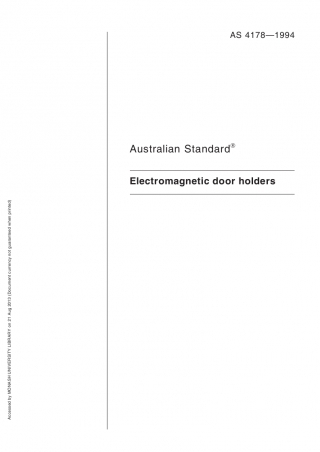 AS 4178—1994
Australian Standard®
Electromagnetic door holders
Accessed by MONASH UNIVERSITY LIBRARY on 21 Aug 2013 (Document currency not guaranteed when printed)